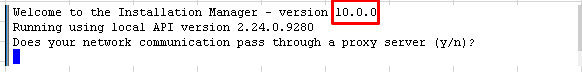 Welcome to the Installation Manager - version 10.0.0
Running using local API version 2.24.0.9280
Does your network communication pass through a proxy server (y/n)?